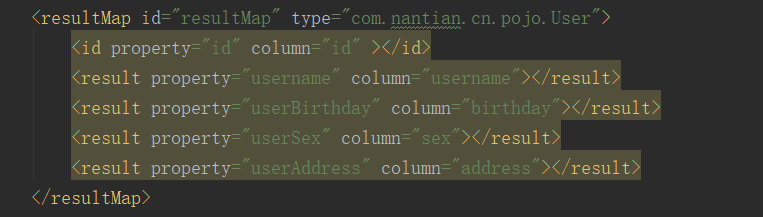 <resultMap id="resultMap" type="com.nantian.cn.pojo.User">
<id property="id" column="id" ></id>
<result property="username" column="username"></result>
<result property="userBirthday" column="birthday"></result>
<result property="userSex" column="sex"></result>
<result property="userAddress" column="address"></result>
</resultMap>